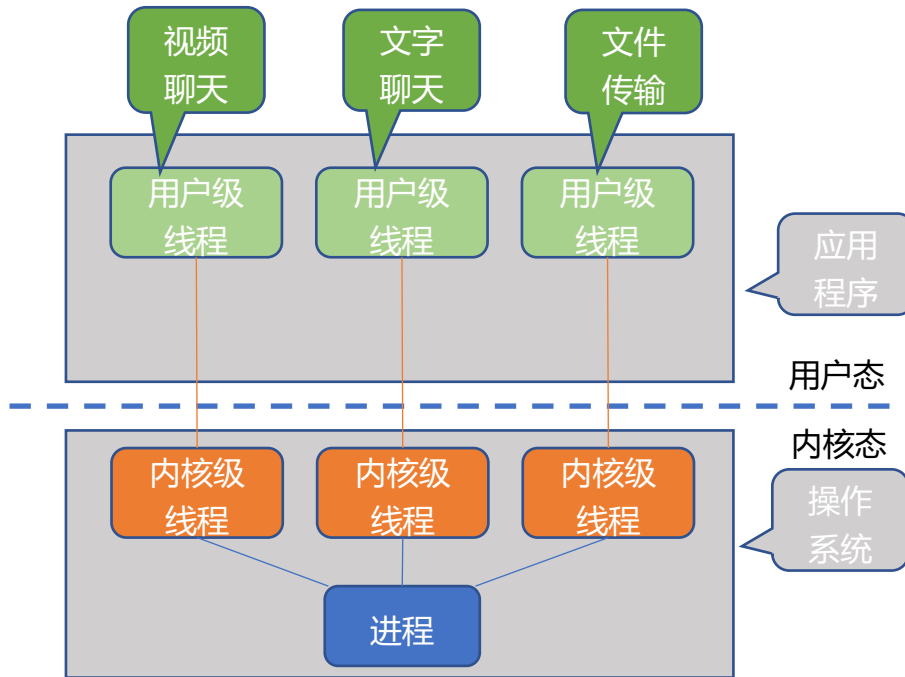 视频
聊天
文字
聊天
文件
传输
用户级
线程
用户级
线程
用户级
线程
应用
程序
用户态
内核态
内核级
线程
内核级
线程
内核级
线程
操作
系统
进程